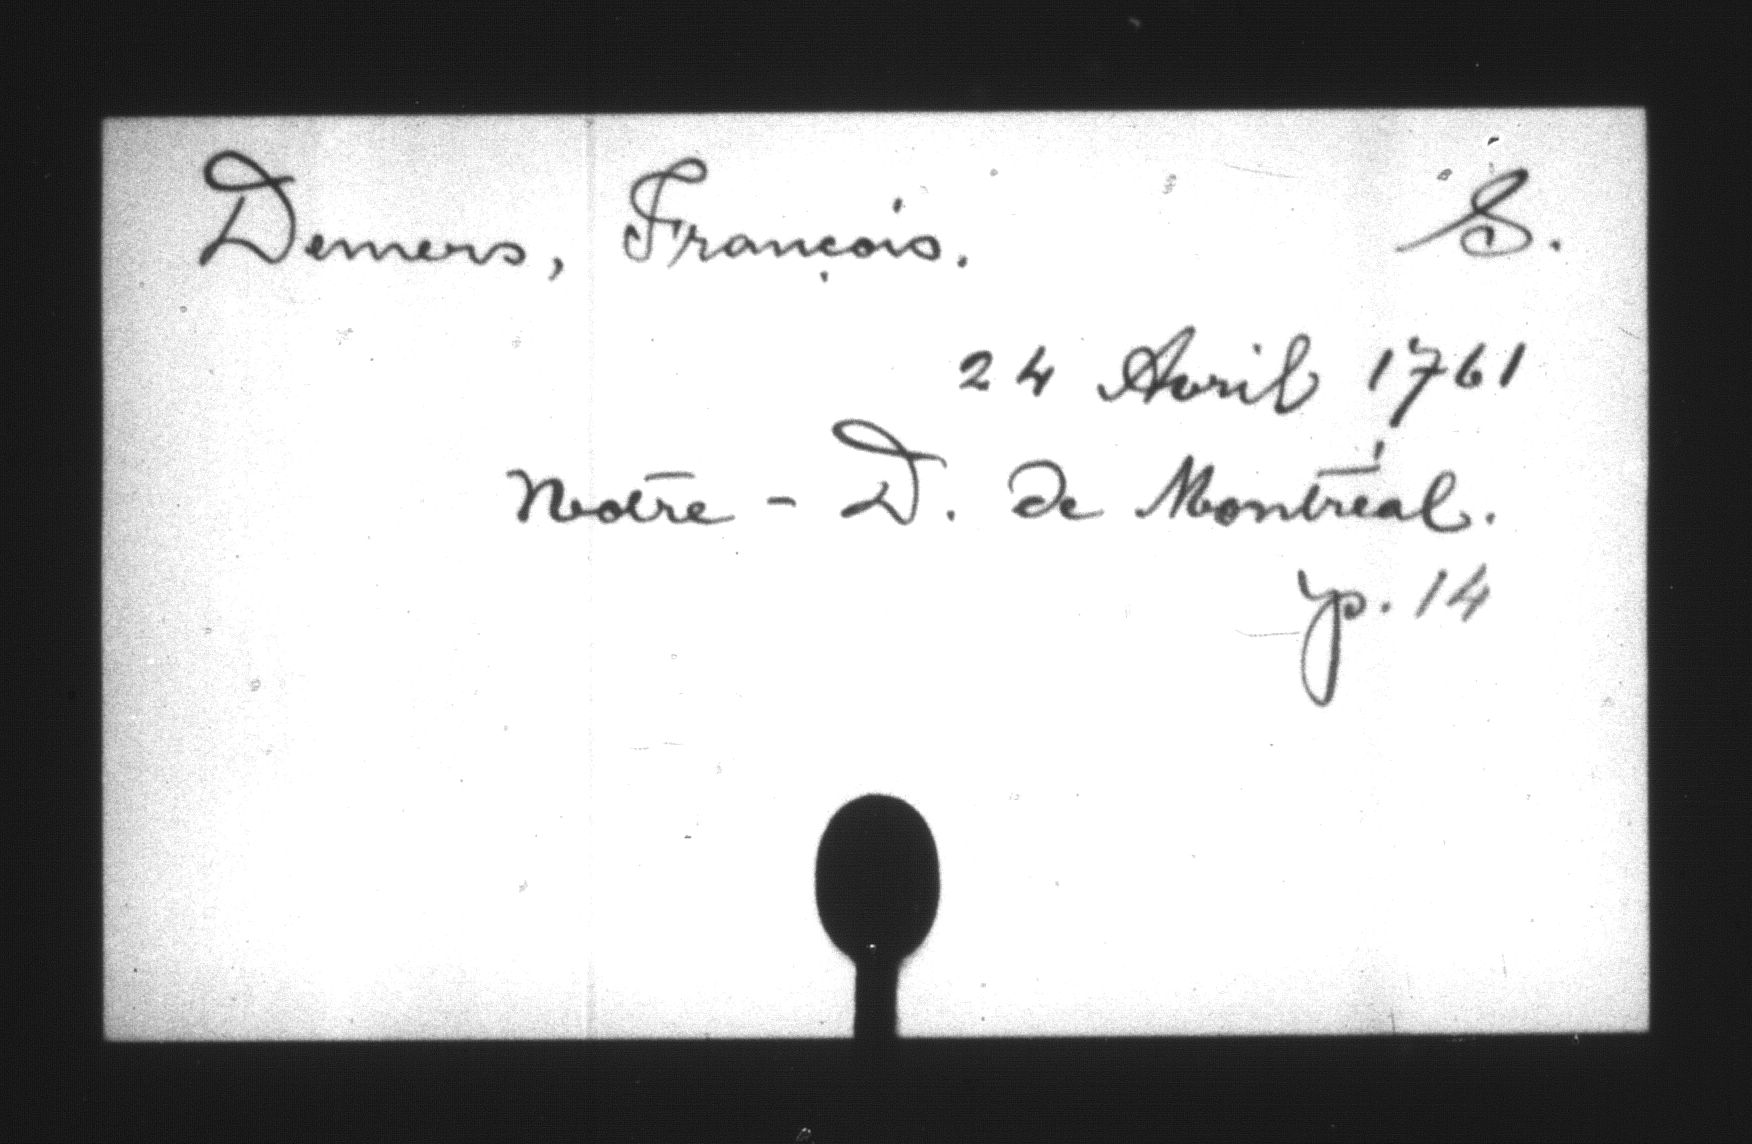 Demers, François. S.
24 Avril 1761
Notre-D. de Montréal.
p. 14